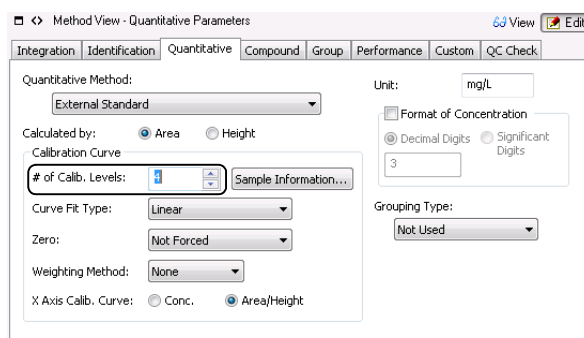 Method View - Quantitative Parameters
View Edit
Integration Identification Quantitative Compound Group Performance Custom QC Check
Quantitative Method:
External Standard
Calculated by: Area Height
Calibration Curve
# of Calib. Levels: 4 Sample Information...
Curve Fit Type: Linear
Zero: Not Forced
Weighting Method: None
X Axis Calib. Curve: Conc. Area/Height
Unit: mg/L
Format of Concentration
Decimal Digits Significant Digits
3
Grouping Type:
Not Used